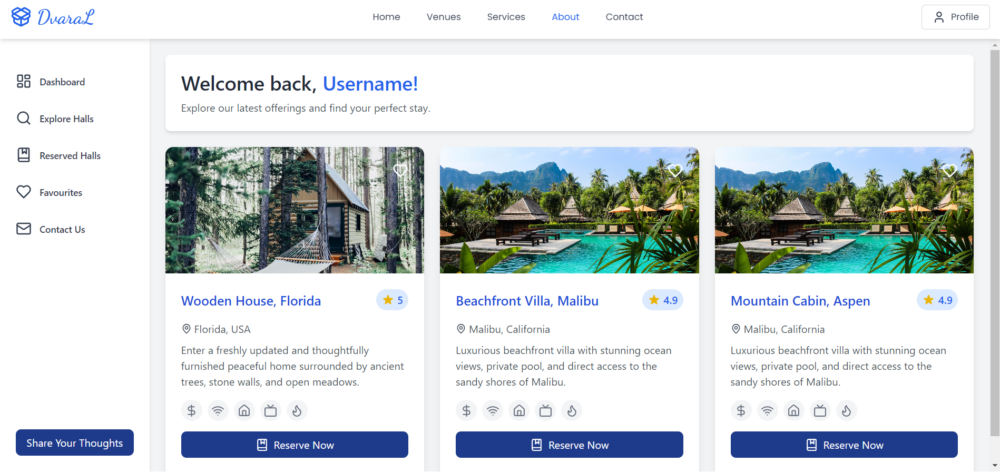 DvaraL
Home Venues Services About Contact
Profile
Dashboard
Explore Halls
Reserved Halls
Favourites
Contact Us
Share Your Thoughts
Welcome back, Username!
Explore our latest offerings and find your perfect stay.
Wooden House, Florida
5
Florida, USA
Enter a freshly updated and thoughtfully
furnished peaceful home surrounded by ancient
trees, stone walls, and open meadows.
Reserve Now
Beachfront Villa, Malibu
4.9
Malibu, California
Luxurious beachfront villa with stunning ocean
views, private pool, and direct access to the
sandy shores of Malibu.
Reserve Now
Mountain Cabin, Aspen
4.9
Malibu, California
Luxurious beachfront villa with stunning ocean
views, private pool, and direct access to the
sandy shores of Malibu.
Reserve Now